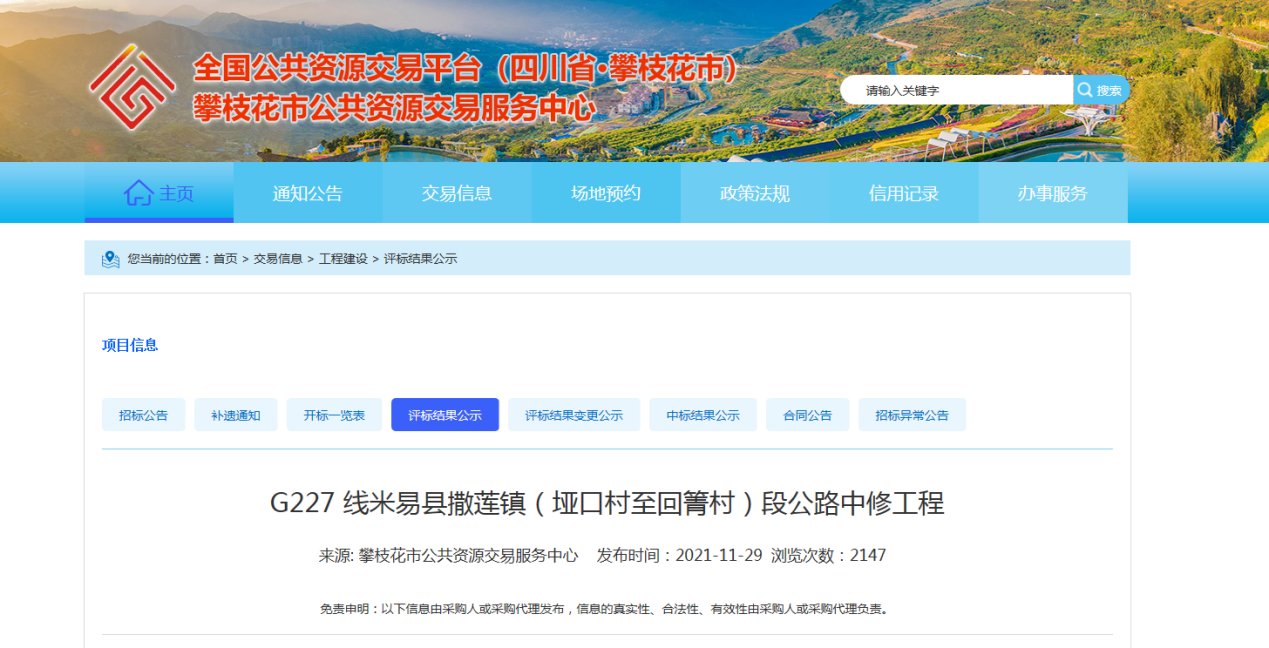 全国公共资源交易平台（四川省·攀枝花市）
攀枝花市公共资源交易服务中心
请输入关键字 搜索
主页 通知公告 交易信息 场地预约 政策法规 信用记录 办事服务
您当前的位置：首页 > 交易信息 > 工程建设 > 评标结果公示
项目信息
招标公告 补遗通知 开标一览表 评标结果公示 评标结果变更公示 中标结果公示 合同公告 招标异常公告
G227 线米易县撒莲镇（垭口村至回箐村）段公路中修工程
来源: 攀枝花市公共资源交易服务中心 发布时间：2021-11-29 浏览次数：2147
免责申明：以下信息由采购人或采购代理发布，信息的真实性、合法性、有效性由采购人或采购代理负责。